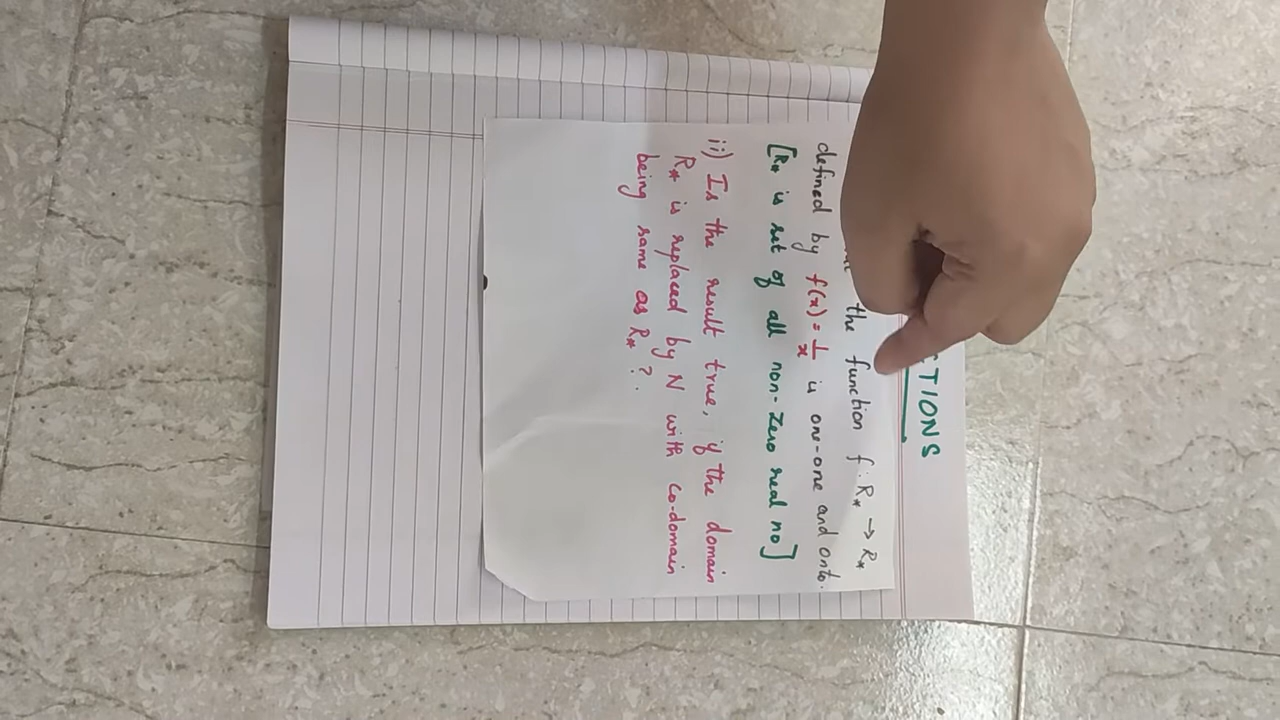 CTIONS
the function f: R* → R*
defined by f(x) = 1/x is one-one and onto.
[R* is set of all non-zero real no]
ii) Is the result true, if the domain
R* is replaced by N with co-domain
being same as R*?.